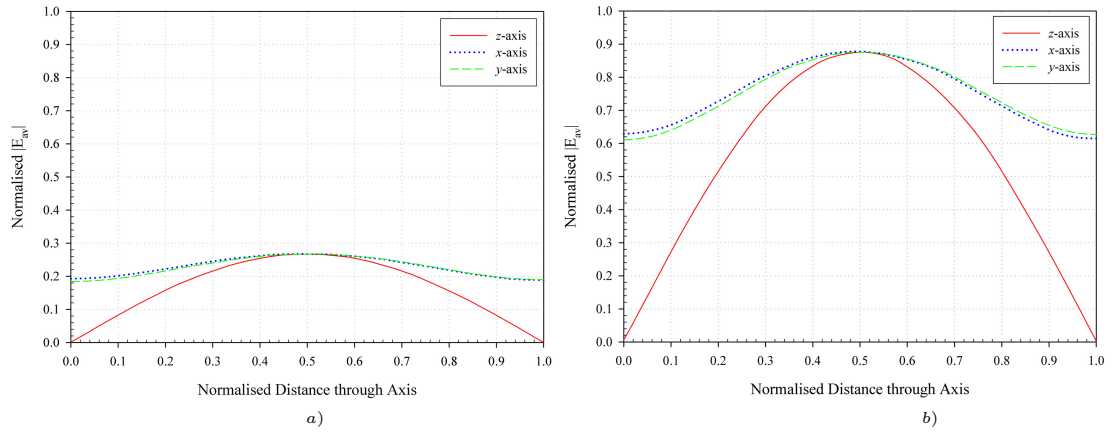 1.0
0.9
0.8
0.7
0.6
0.5
0.4
0.3
0.2
0.1
0.0
Normalised |E_av|
z-axis
x-axis
y-axis
0.0 0.1 0.2 0.3 0.4 0.5 0.6 0.7 0.8 0.9 1.0
Normalised Distance through Axis
a)
1.0
0.9
0.8
0.7
0.6
0.5
0.4
0.3
0.2
0.1
0.0
Normalised |E_av|
z-axis
x-axis
y-axis
0.0 0.1 0.2 0.3 0.4 0.5 0.6 0.7 0.8 0.9 1.0
Normalised Distance through Axis
b)